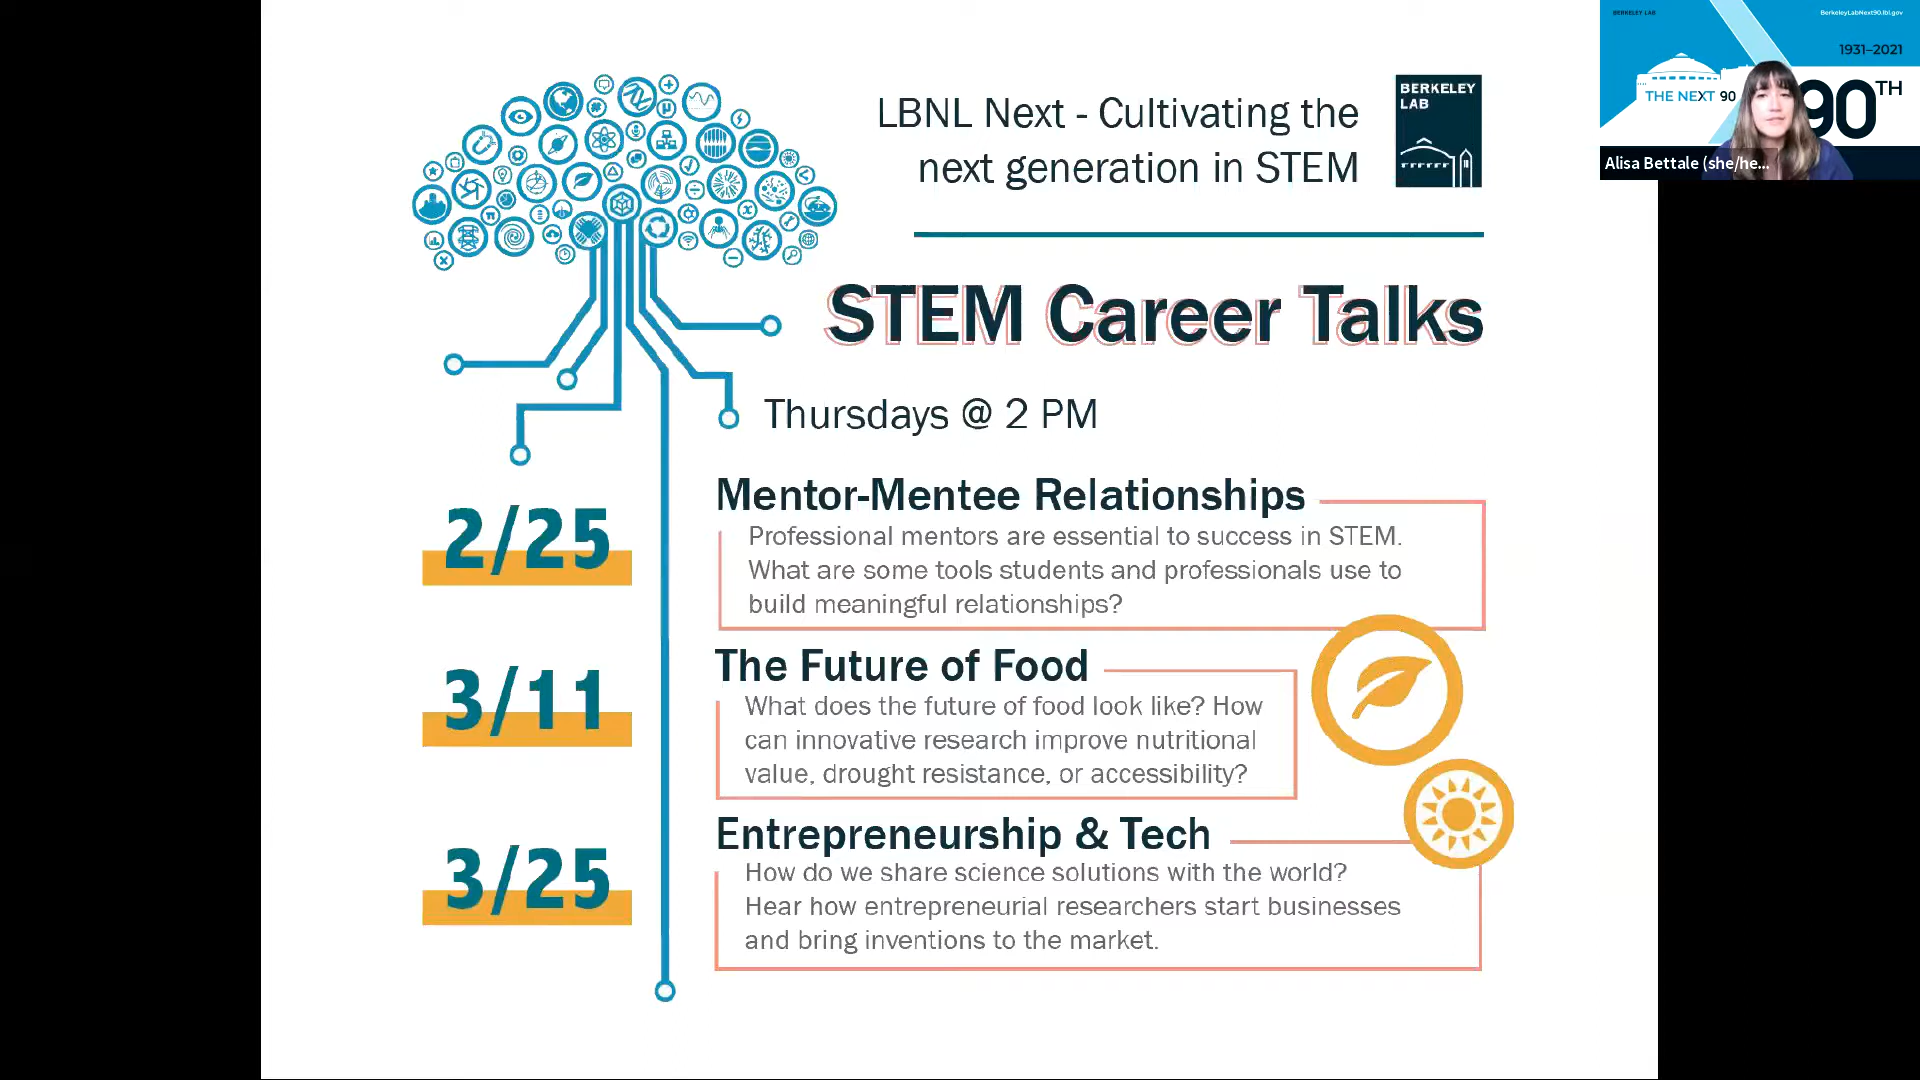 LBNL Next - Cultivating the
next generation in STEM
BERKELEY
LAB
STEM Career Talks
Thursdays @ 2 PM
2/25
Mentor-Mentee Relationships
Professional mentors are essential to success in STEM.
What are some tools students and professionals use to
build meaningful relationships?
3/11
The Future of Food
What does the future of food look like? How
can innovative research improve nutritional
value, drought resistance, or accessibility?
3/25
Entrepreneurship & Tech
How do we share science solutions with the world?
Hear how entrepreneurial researchers start businesses
and bring inventions to the market.
BERKELEY LAB
BerkeleyLabNext90.lbl.gov
1931-2021
THE NEXT 90
90TH
Alisa Bettale (she/he...